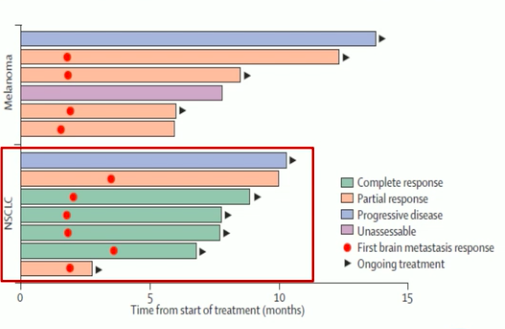 Melanoma
NSCLC
Complete response
Partial response
Progressive disease
Unassessable
First brain metastasis response
Ongoing treatment
0
5
10
15
Time from start of treatment (months)